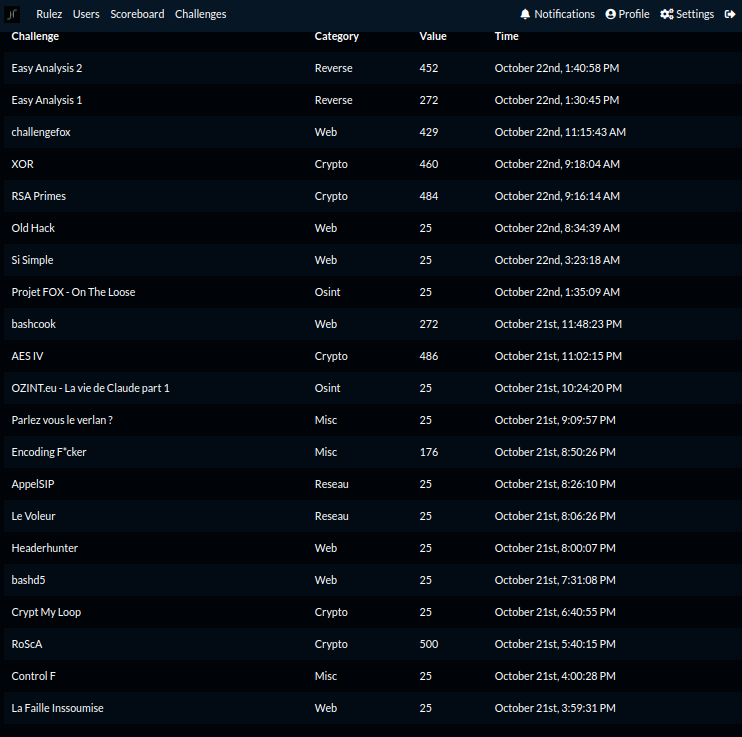 Rulez Users Scoreboard Challenges Notifications Profile Settings
Challenge Category Value Time
Easy Analysis 2 Reverse 452 October 22nd, 1:40:58 PM
Easy Analysis 1 Reverse 272 October 22nd, 1:30:45 PM
challengefox Web 429 October 22nd, 11:15:43 AM
XOR Crypto 460 October 22nd, 9:18:04 AM
RSA Primes Crypto 484 October 22nd, 9:16:14 AM
Old Hack Web 25 October 22nd, 8:34:39 AM
Si Simple Web 25 October 22nd, 3:23:18 AM
Projet FOX - On The Loose Osint 25 October 22nd, 1:35:09 AM
bashcook Web 272 October 21st, 11:48:23 PM
AES IV Crypto 486 October 21st, 11:02:15 PM
OZINT.eu - La vie de Claude part 1 Osint 25 October 21st, 10:24:20 PM
Parlez vous le verlan ? Misc 25 October 21st, 9:09:57 PM
Encoding F*cker Misc 176 October 21st, 8:50:26 PM
AppelSIP Reseau 25 October 21st, 8:26:10 PM
Le Voleur Reseau 25 October 21st, 8:06:26 PM
Headerhunter Web 25 October 21st, 8:00:07 PM
bashd5 Web 25 October 21st, 7:31:08 PM
Crypt My Loop Crypto 25 October 21st, 6:40:55 PM
RoScA Crypto 500 October 21st, 5:40:15 PM
Control F Misc 25 October 21st, 4:00:28 PM
La Faille Inssoumise Web 25 October 21st, 3:59:31 PM